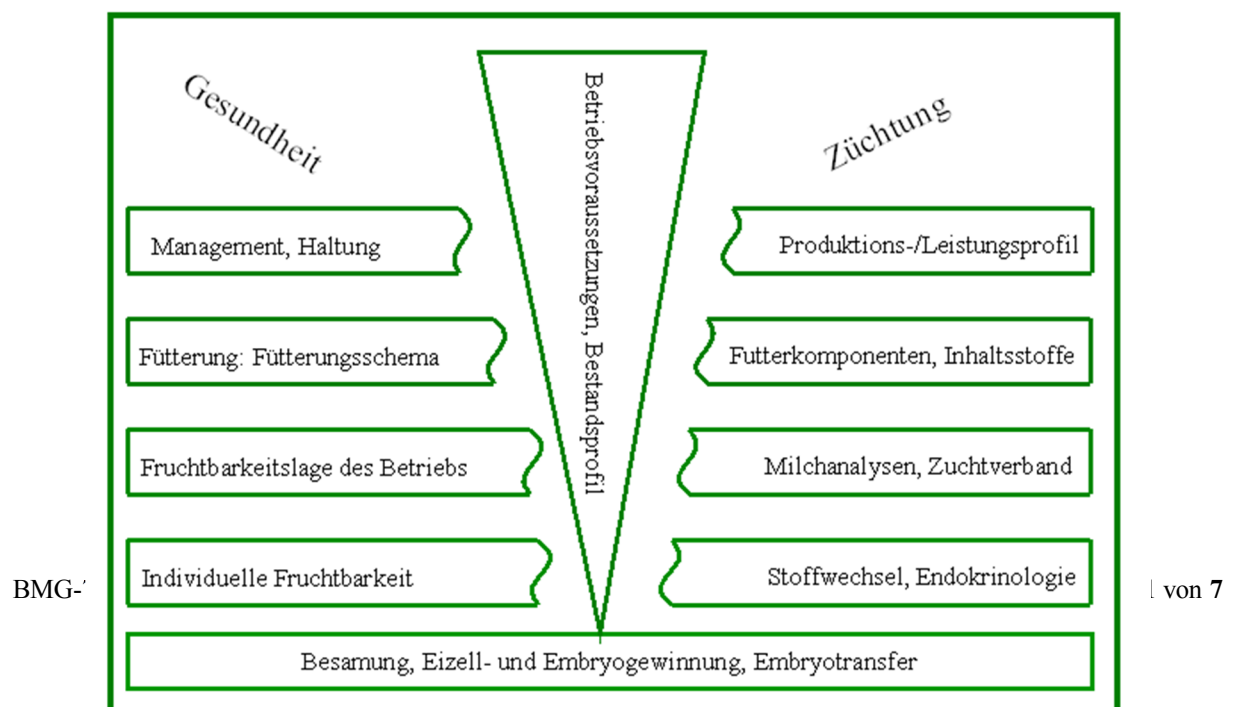 Gesundheit
Züchtung
Betriebsvoraussetzungen, Bestandsprofil
Management, Haltung
Produktions-/Leistungsprofil
Fütterung: Fütterungsschema
Futterkomponenten, Inhaltsstoffe
Fruchtbarkeitslage des Betriebs
Milchanalysen, Zuchtverband
Individuelle Fruchtbarkeit
Stoffwechsel, Endokrinologie
BMG-
von 7
Besamung, Eizell- und Embryogewinnung, Embryotransfer